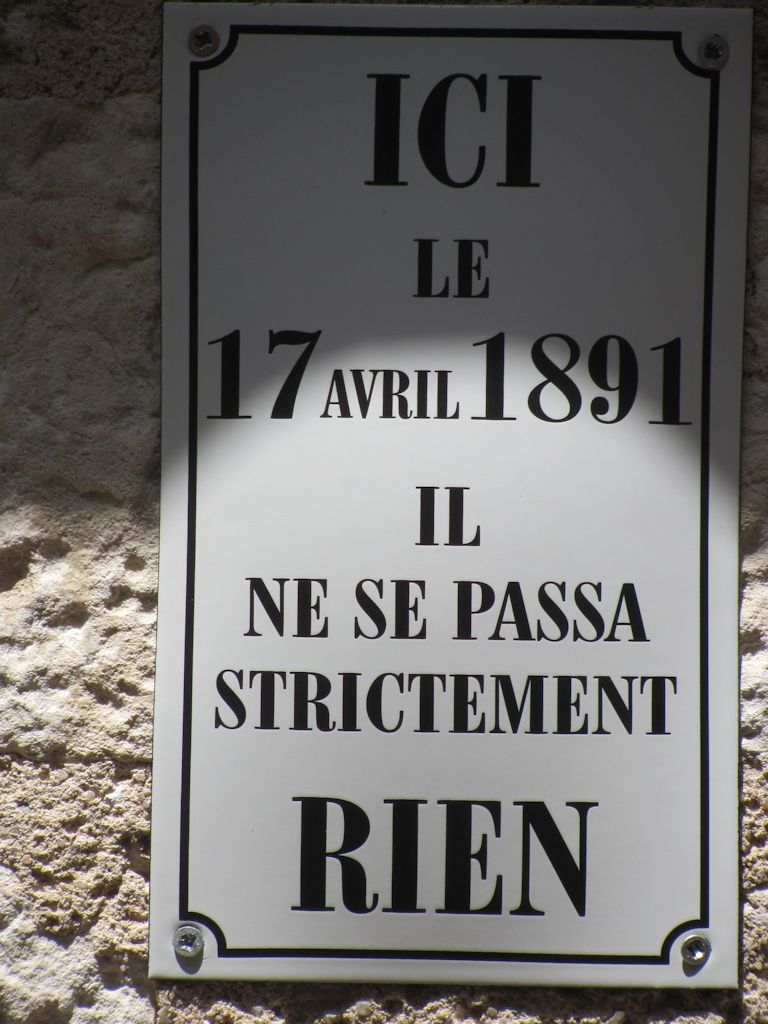 ICI
LE
17 AVRIL 1891
IL
NE SE PASSA
STRICTEMENT
RIEN